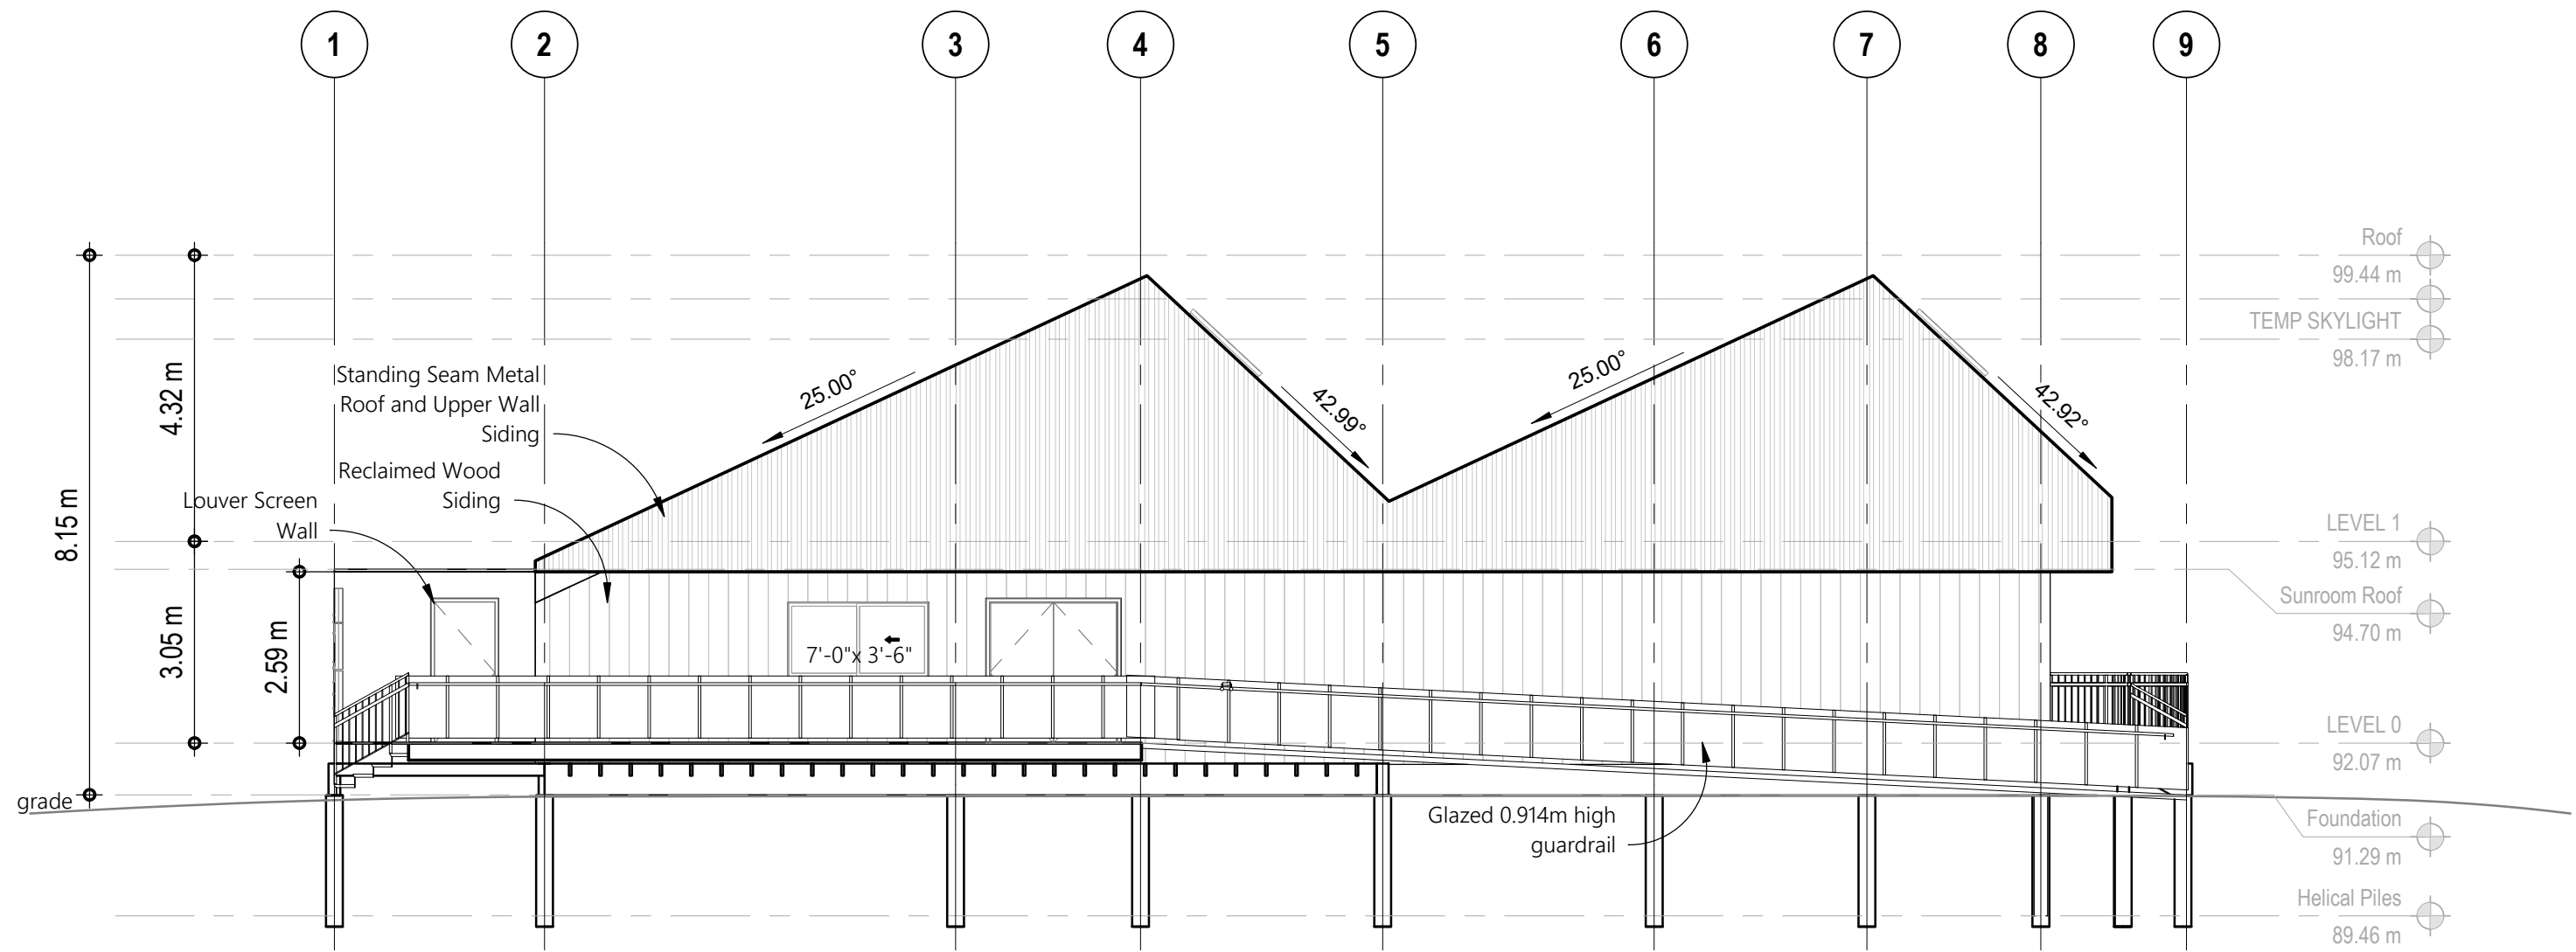 1
2
3
4
5
6
7
8
9
Roof
99.44 m
TEMP SKYLIGHT
98.17 m
LEVEL 1
95.12 m
Sunroom Roof
94.70 m
LEVEL 0
92.07 m
Foundation
91.29 m
Helical Piles
89.46 m
8.15 m
4.32 m
3.05 m
2.59 m
grade
Standing Seam Metal
Roof and Upper Wall
Siding
Reclaimed Wood
Siding
Louver Screen
Wall
25.00°
42.99°
25.00°
42.92°
7'-0"x 3'-6"
Glazed 0.914m high
guardrail